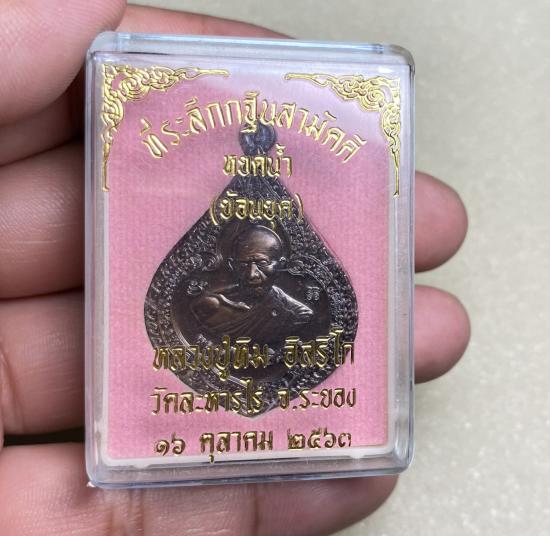 ที่ระลึกกฐินสามัคคี
หยดน้ำ
(ย้อนยุค)
หลวงปู่ทิม อิสริโก
วัดละหารไร่ จ.ระยอง
๑๖ ตุลาคม ๒๕๖๓